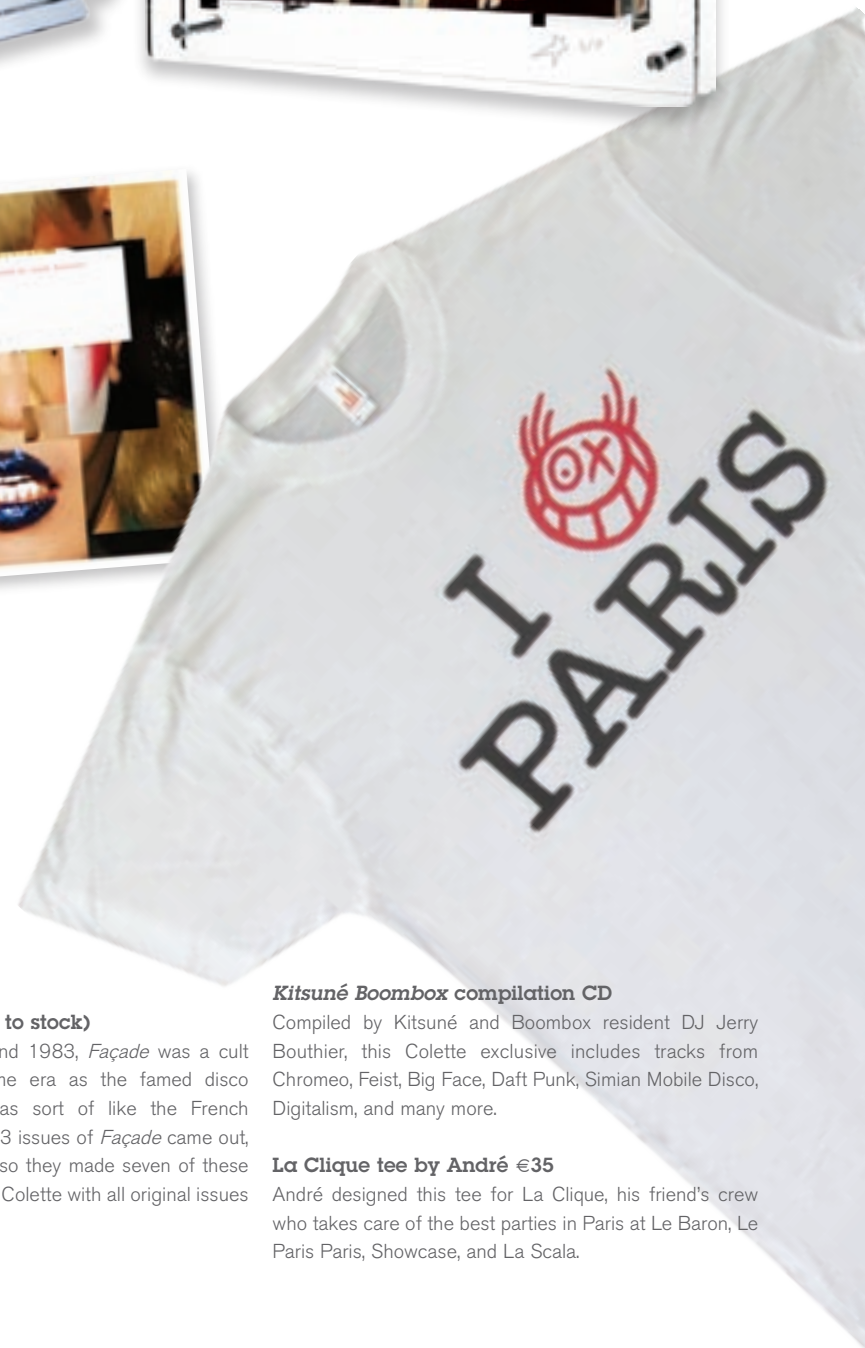 I
PARIS
to stock)
nd 1983, Façade was a cult
ne era as the famed disco
as sort of like the French
3 issues of Façade came out,
so they made seven of these
Colette with all original issues
Kitsuné Boombox compilation CD
Compiled by Kitsuné and Boombox resident DJ Jerry
Bouthier, this Colette exclusive includes tracks from
Chromeo, Feist, Big Face, Daft Punk, Simian Mobile Disco,
Digitalism, and many more.
La Clique tee by André €35
André designed this tee for La Clique, his friend's crew
who takes care of the best parties in Paris at Le Baron, Le
Paris Paris, Showcase, and La Scala.